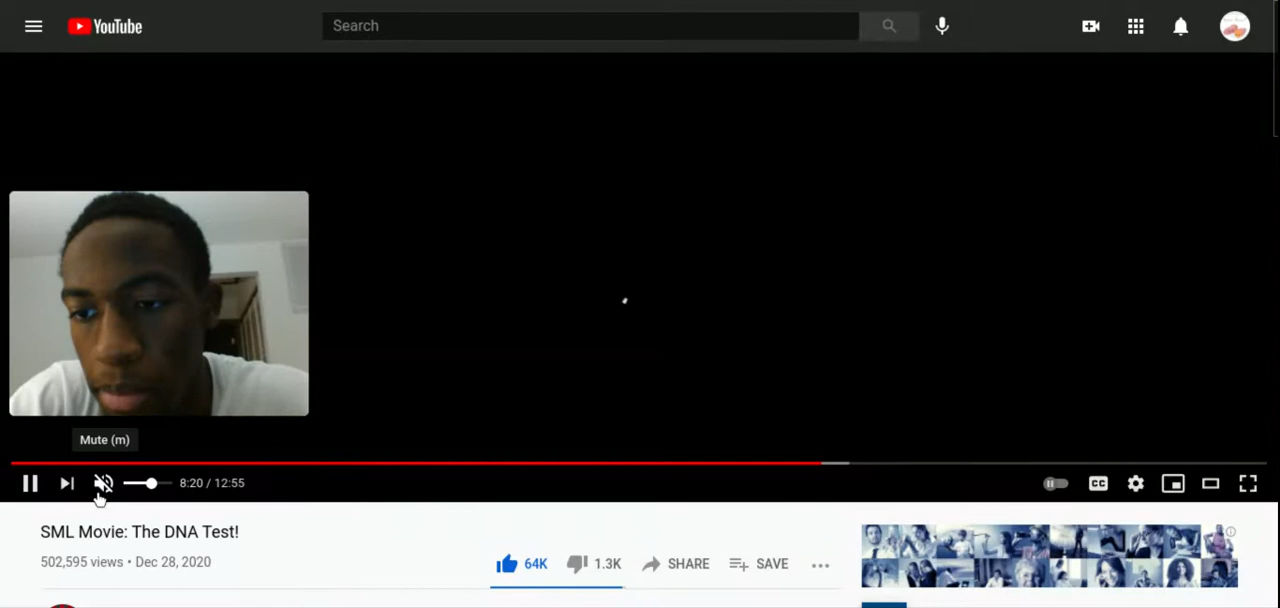 YouTube
Search
Mute (m)
8:20 / 12:55
CC
SML Movie: The DNA Test!
502,595 views • Dec 28, 2020
64K
1.3K
SHARE
SAVE